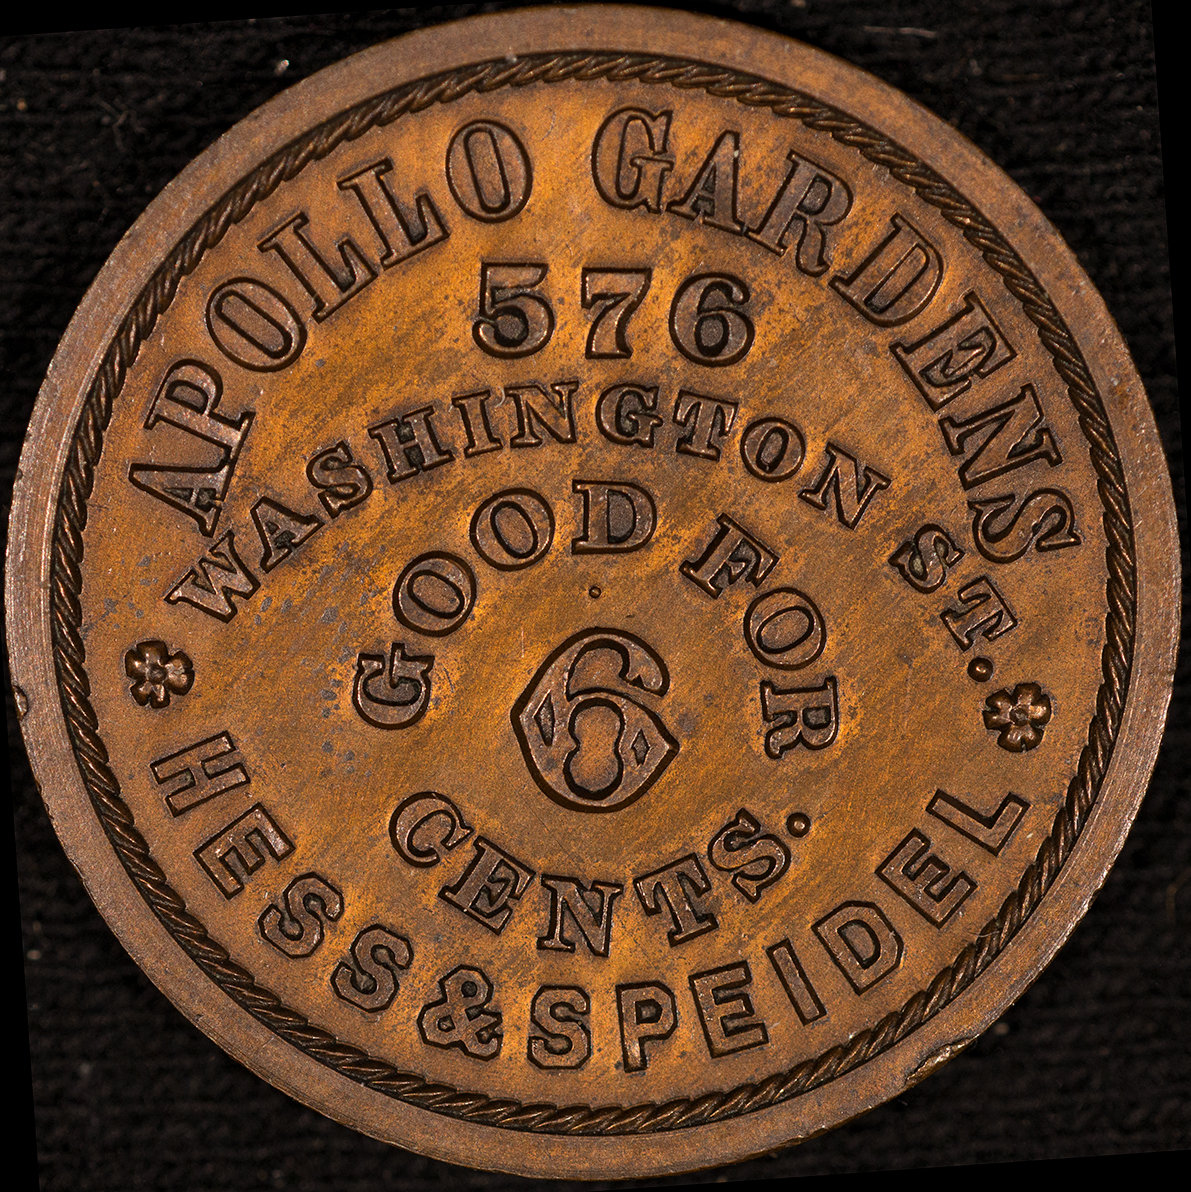 APOLLO GARDENS
576
WASHINGTON ST.
GOOD FOR
6
CENTS.
HESS & SPEIDEL